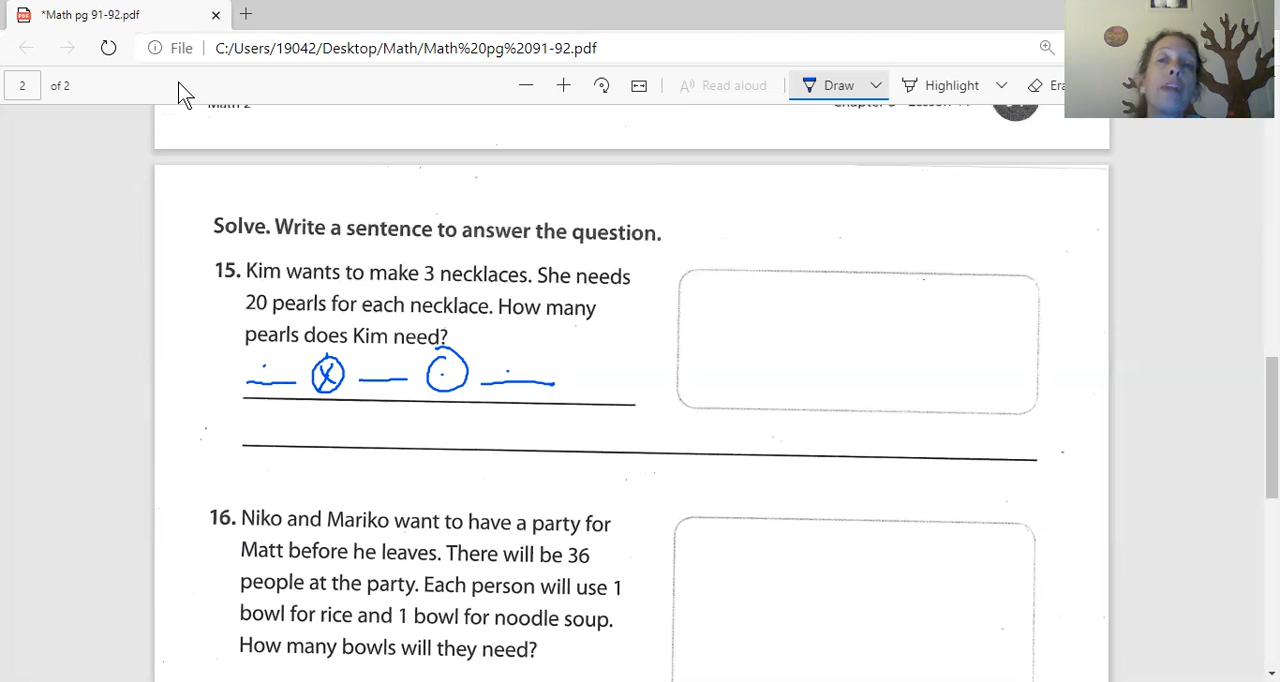 *Math pg 91-92.pdf
File C:/Users/19042/Desktop/Math/Math%20pg%2091-92.pdf
2 of 2 Read aloud Draw Highlight Era
Solve. Write a sentence to answer the question.
15. Kim wants to make 3 necklaces. She needs
20 pearls for each necklace. How many
pearls does Kim need?
X
16. Niko and Mariko want to have a party for
Matt before he leaves. There will be 36
people at the party. Each person will use 1
bowl for rice and 1 bowl for noodle soup.
How many bowls will they need?